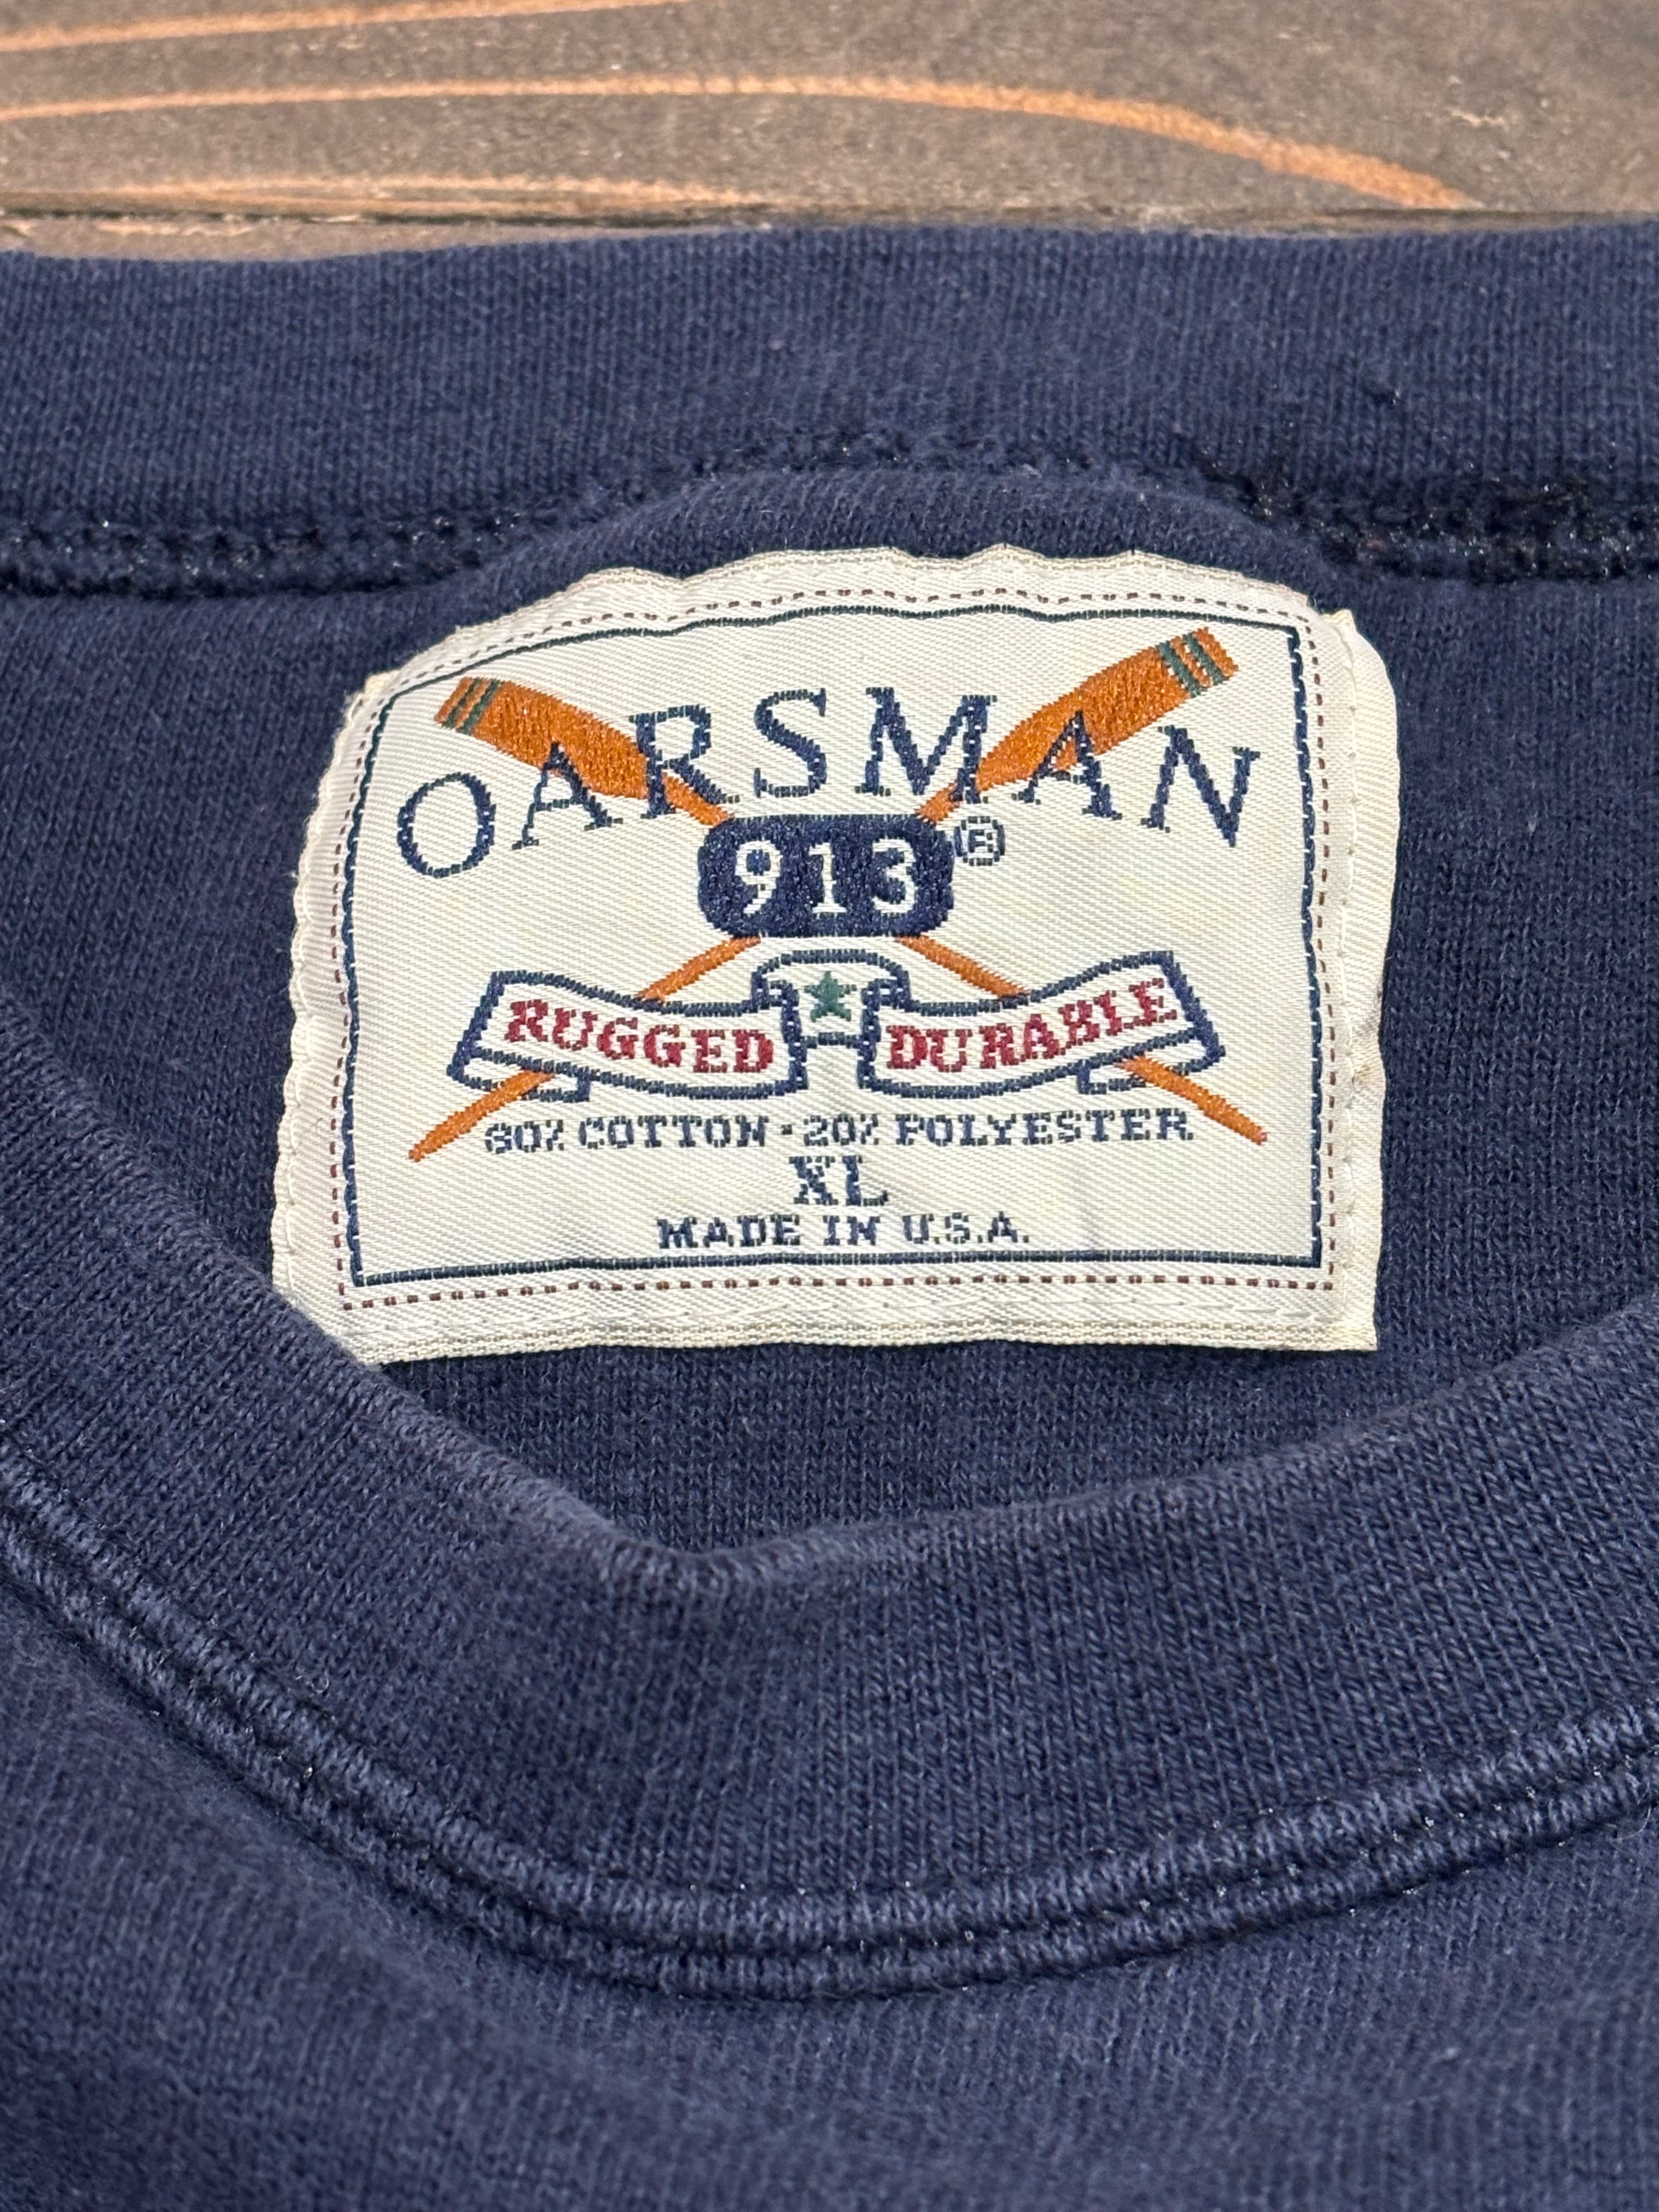 OARSMAN
913®
RUGGED ★ DURABLE
80% COTTON · 20% POLYESTER
XL
MADE IN U.S.A.